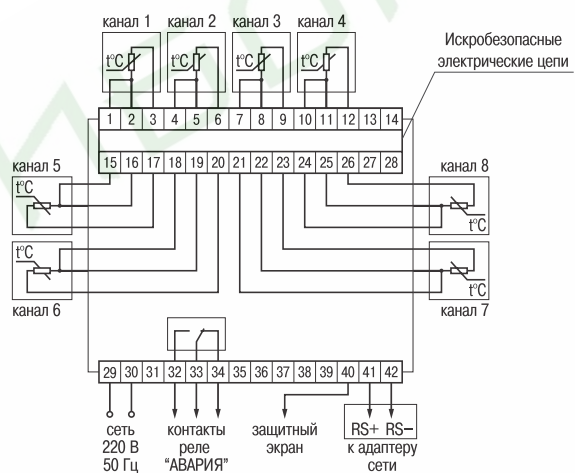 канал 1 канал 2 канал 3 канал 4
t°C t°C t°C t°C
Искробезопасные
электрические цепи
1 2 3 4 5 6 7 8 9 10 11 12 13 14
15 16 17 18 19 20 21 22 23 24 25 26 27 28
канал 5
t°C
t°C
канал 6
канал 8
t°C
t°C
канал 7
29 30 31 32 33 34 35 36 37 38 39 40 41 42
сеть
220 В
50 Гц
контакты
реле
“АВАРИЯ”
защитный
экран
RS+ RS–
к адаптеру
сети